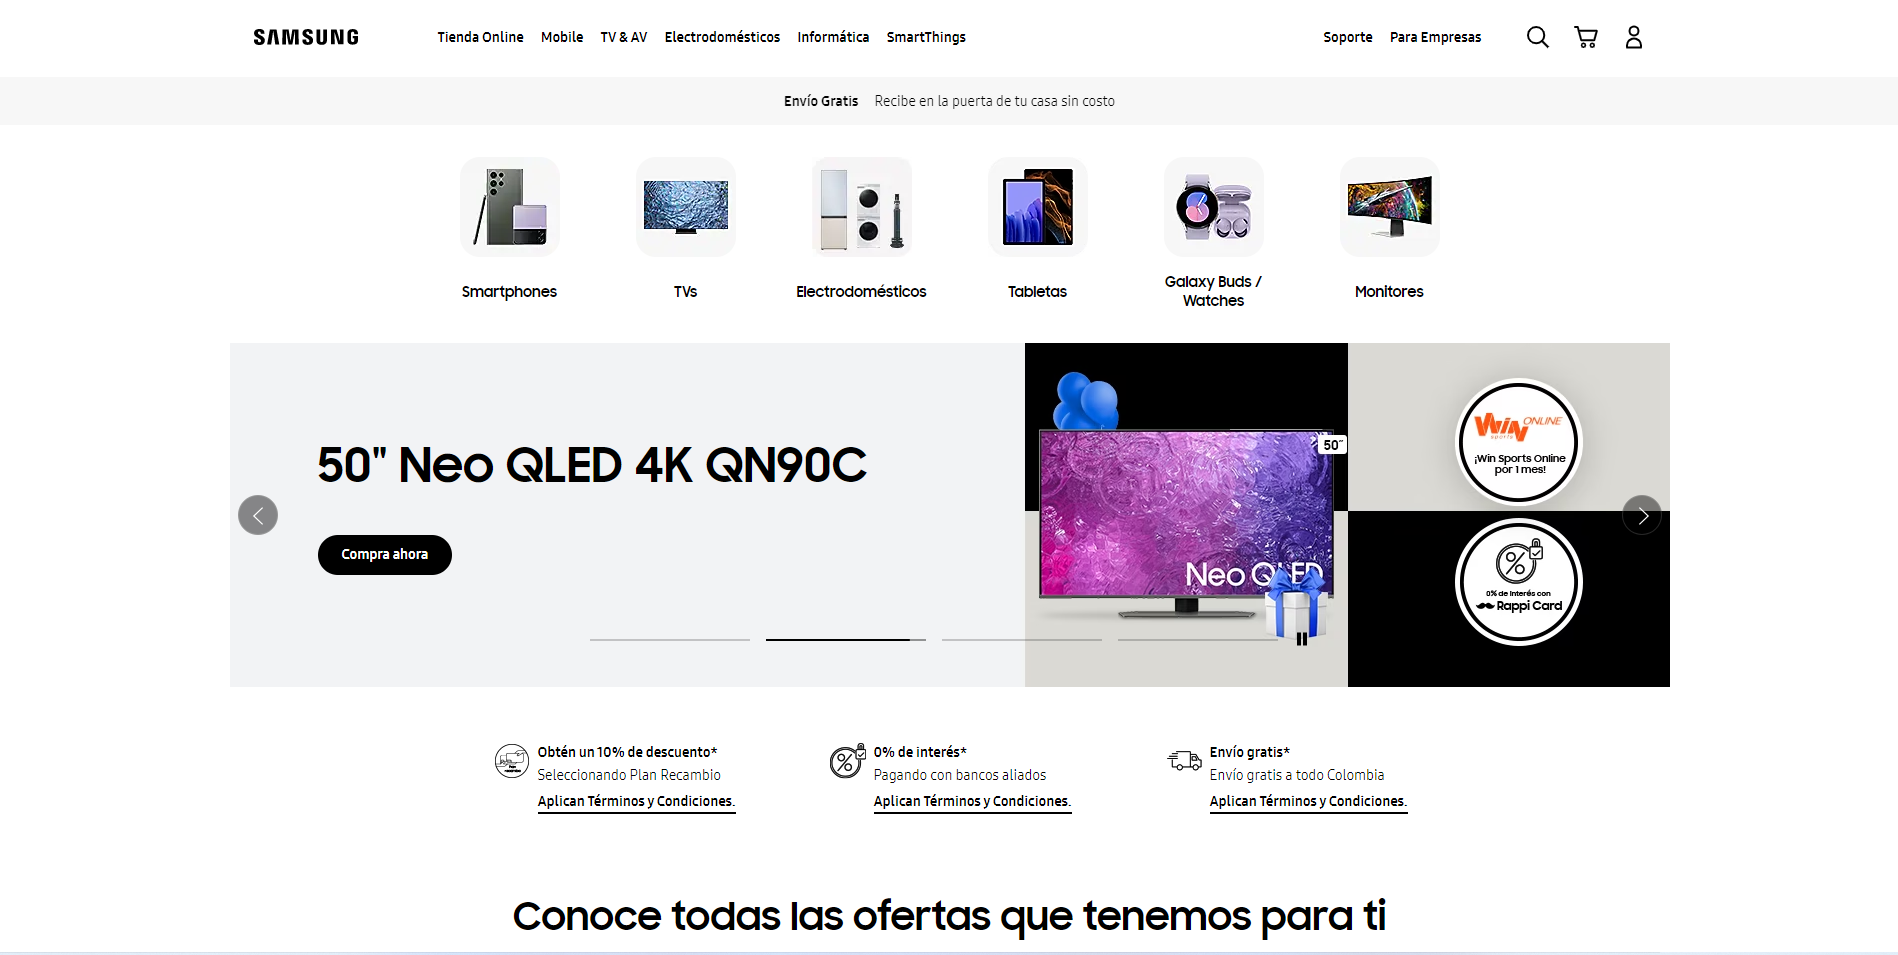 SAMSUNG
Tienda Online Mobile TV & AV Electrodomésticos Informática SmartThings
Soporte Para Empresas
Envío Gratis Recibe en la puerta de tu casa sin costo
Smartphones
TVs
Electrodomésticos
Tabletas
Galaxy Buds /
Watches
Monitores
50" Neo QLED 4K QN90C
Compra ahora
50"
Neo QLED
WiN ONLINE
sports
¡Win Sports Online
por 1 mes!
%
0% de interés con
Rappi Card
Obtén un 10% de descuento*
Seleccionando Plan Recambio
Aplican Términos y Condiciones.
%
0% de interés*
Pagando con bancos aliados
Aplican Términos y Condiciones.
Envío gratis*
Envío gratis a todo Colombia
Aplican Términos y Condiciones.
Conoce todas las ofertas que tenemos para ti